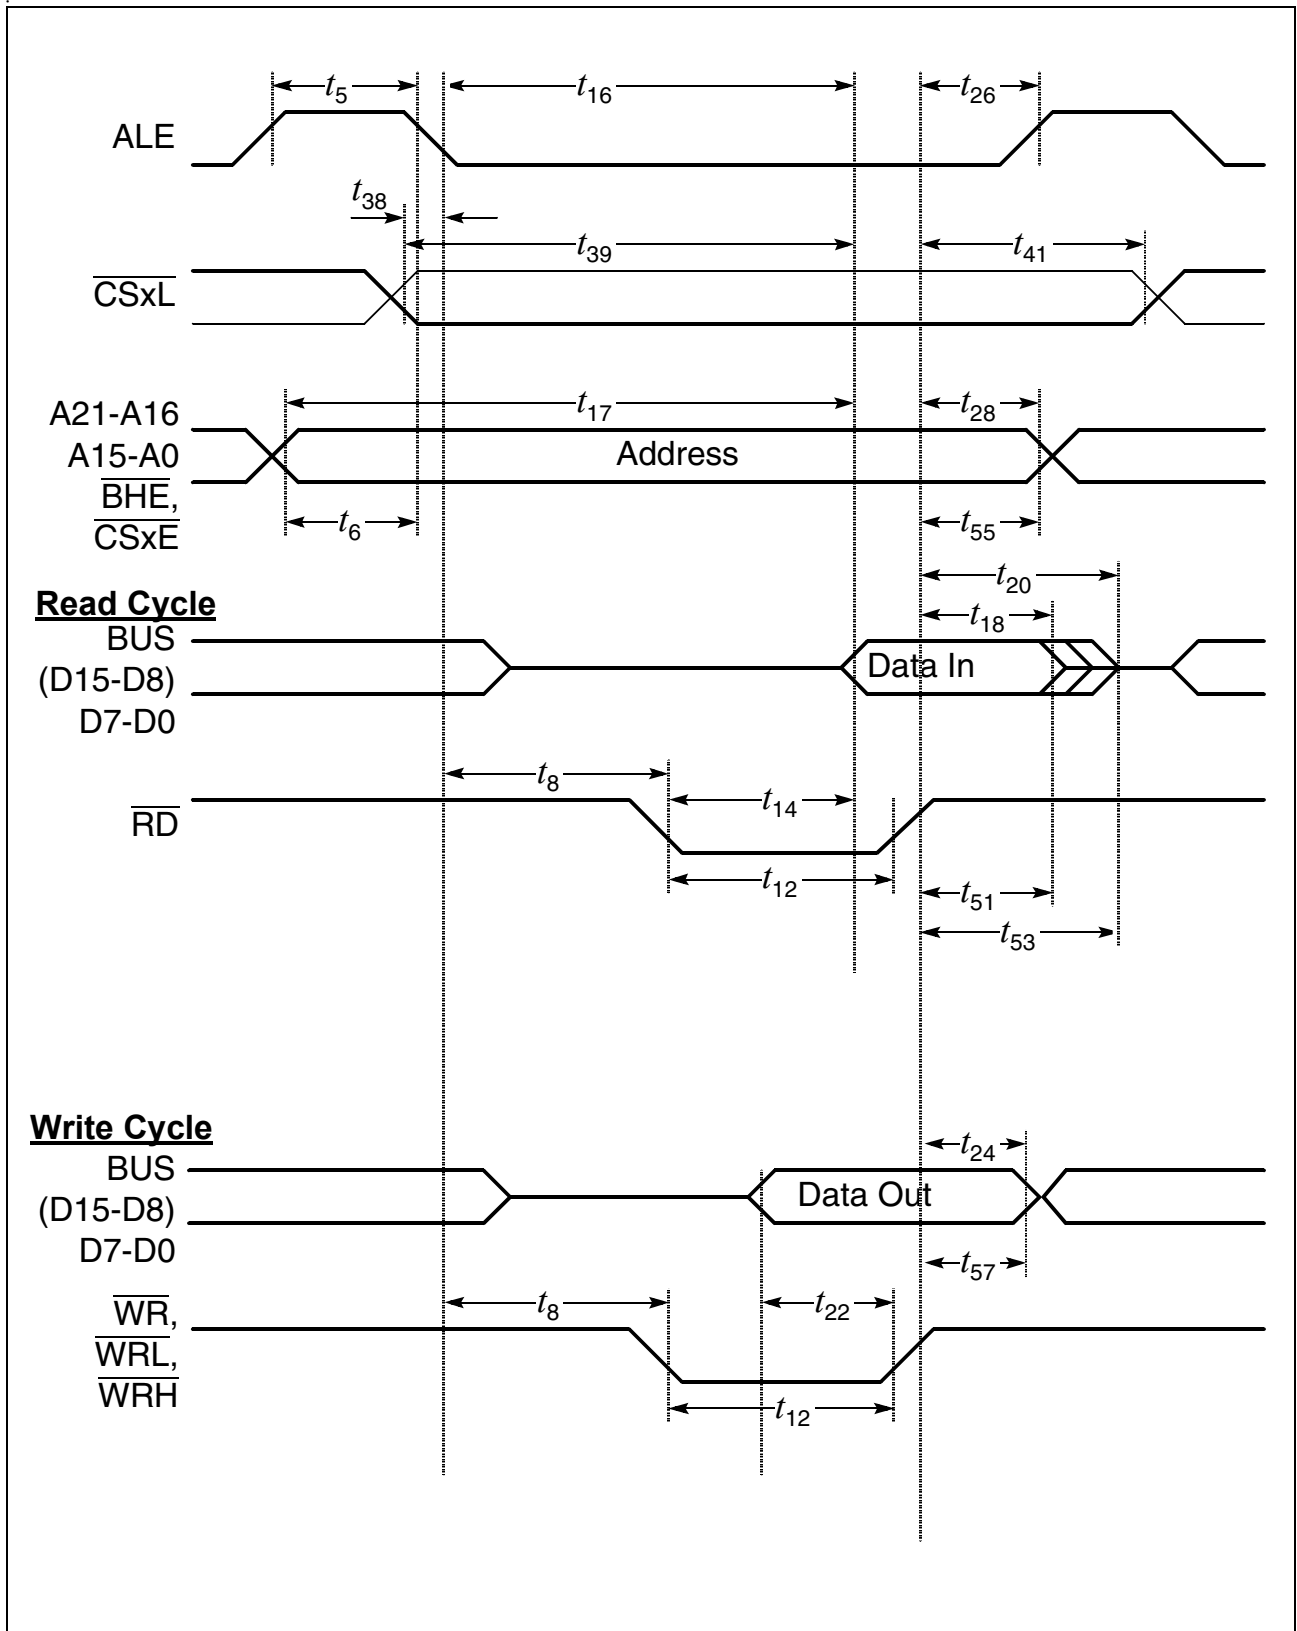 t5
t16
t26
ALE
t38
t39
t41
CSxL
t17
t28
A21-A16
A15-A0
Address
BHE,
CSxE
t6
t55
t20
Read Cycle
t18
BUS
(D15-D8)
Data In
D7-D0
t8
t14
RD
t12
t51
t53
Write Cycle
t24
BUS
(D15-D8)
Data Out
D7-D0
t57
WR,
t8
t22
WRL,
WRH
t12